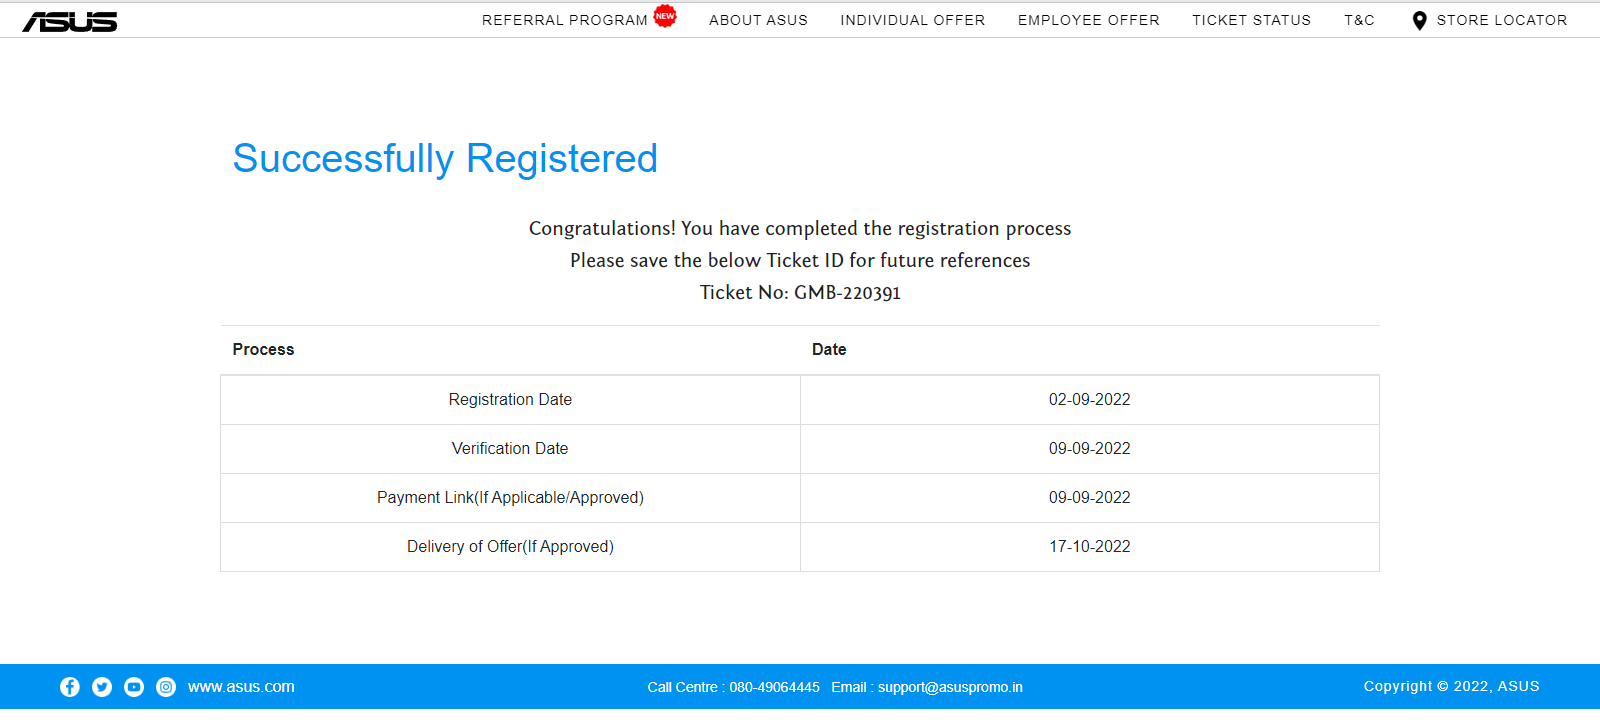 ASUS
REFERRAL PROGRAM NEW ABOUT ASUS INDIVIDUAL OFFER EMPLOYEE OFFER TICKET STATUS T&C STORE LOCATOR
Successfully Registered
Congratulations! You have completed the registration process
Please save the below Ticket ID for future references
Ticket No: GMB-220391
Process Date
Registration Date 02-09-2022
Verification Date 09-09-2022
Payment Link(If Applicable/Approved) 09-09-2022
Delivery of Offer(If Approved) 17-10-2022
www.asus.com Call Centre : 080-49064445 Email : support@asuspromo.in Copyright © 2022, ASUS